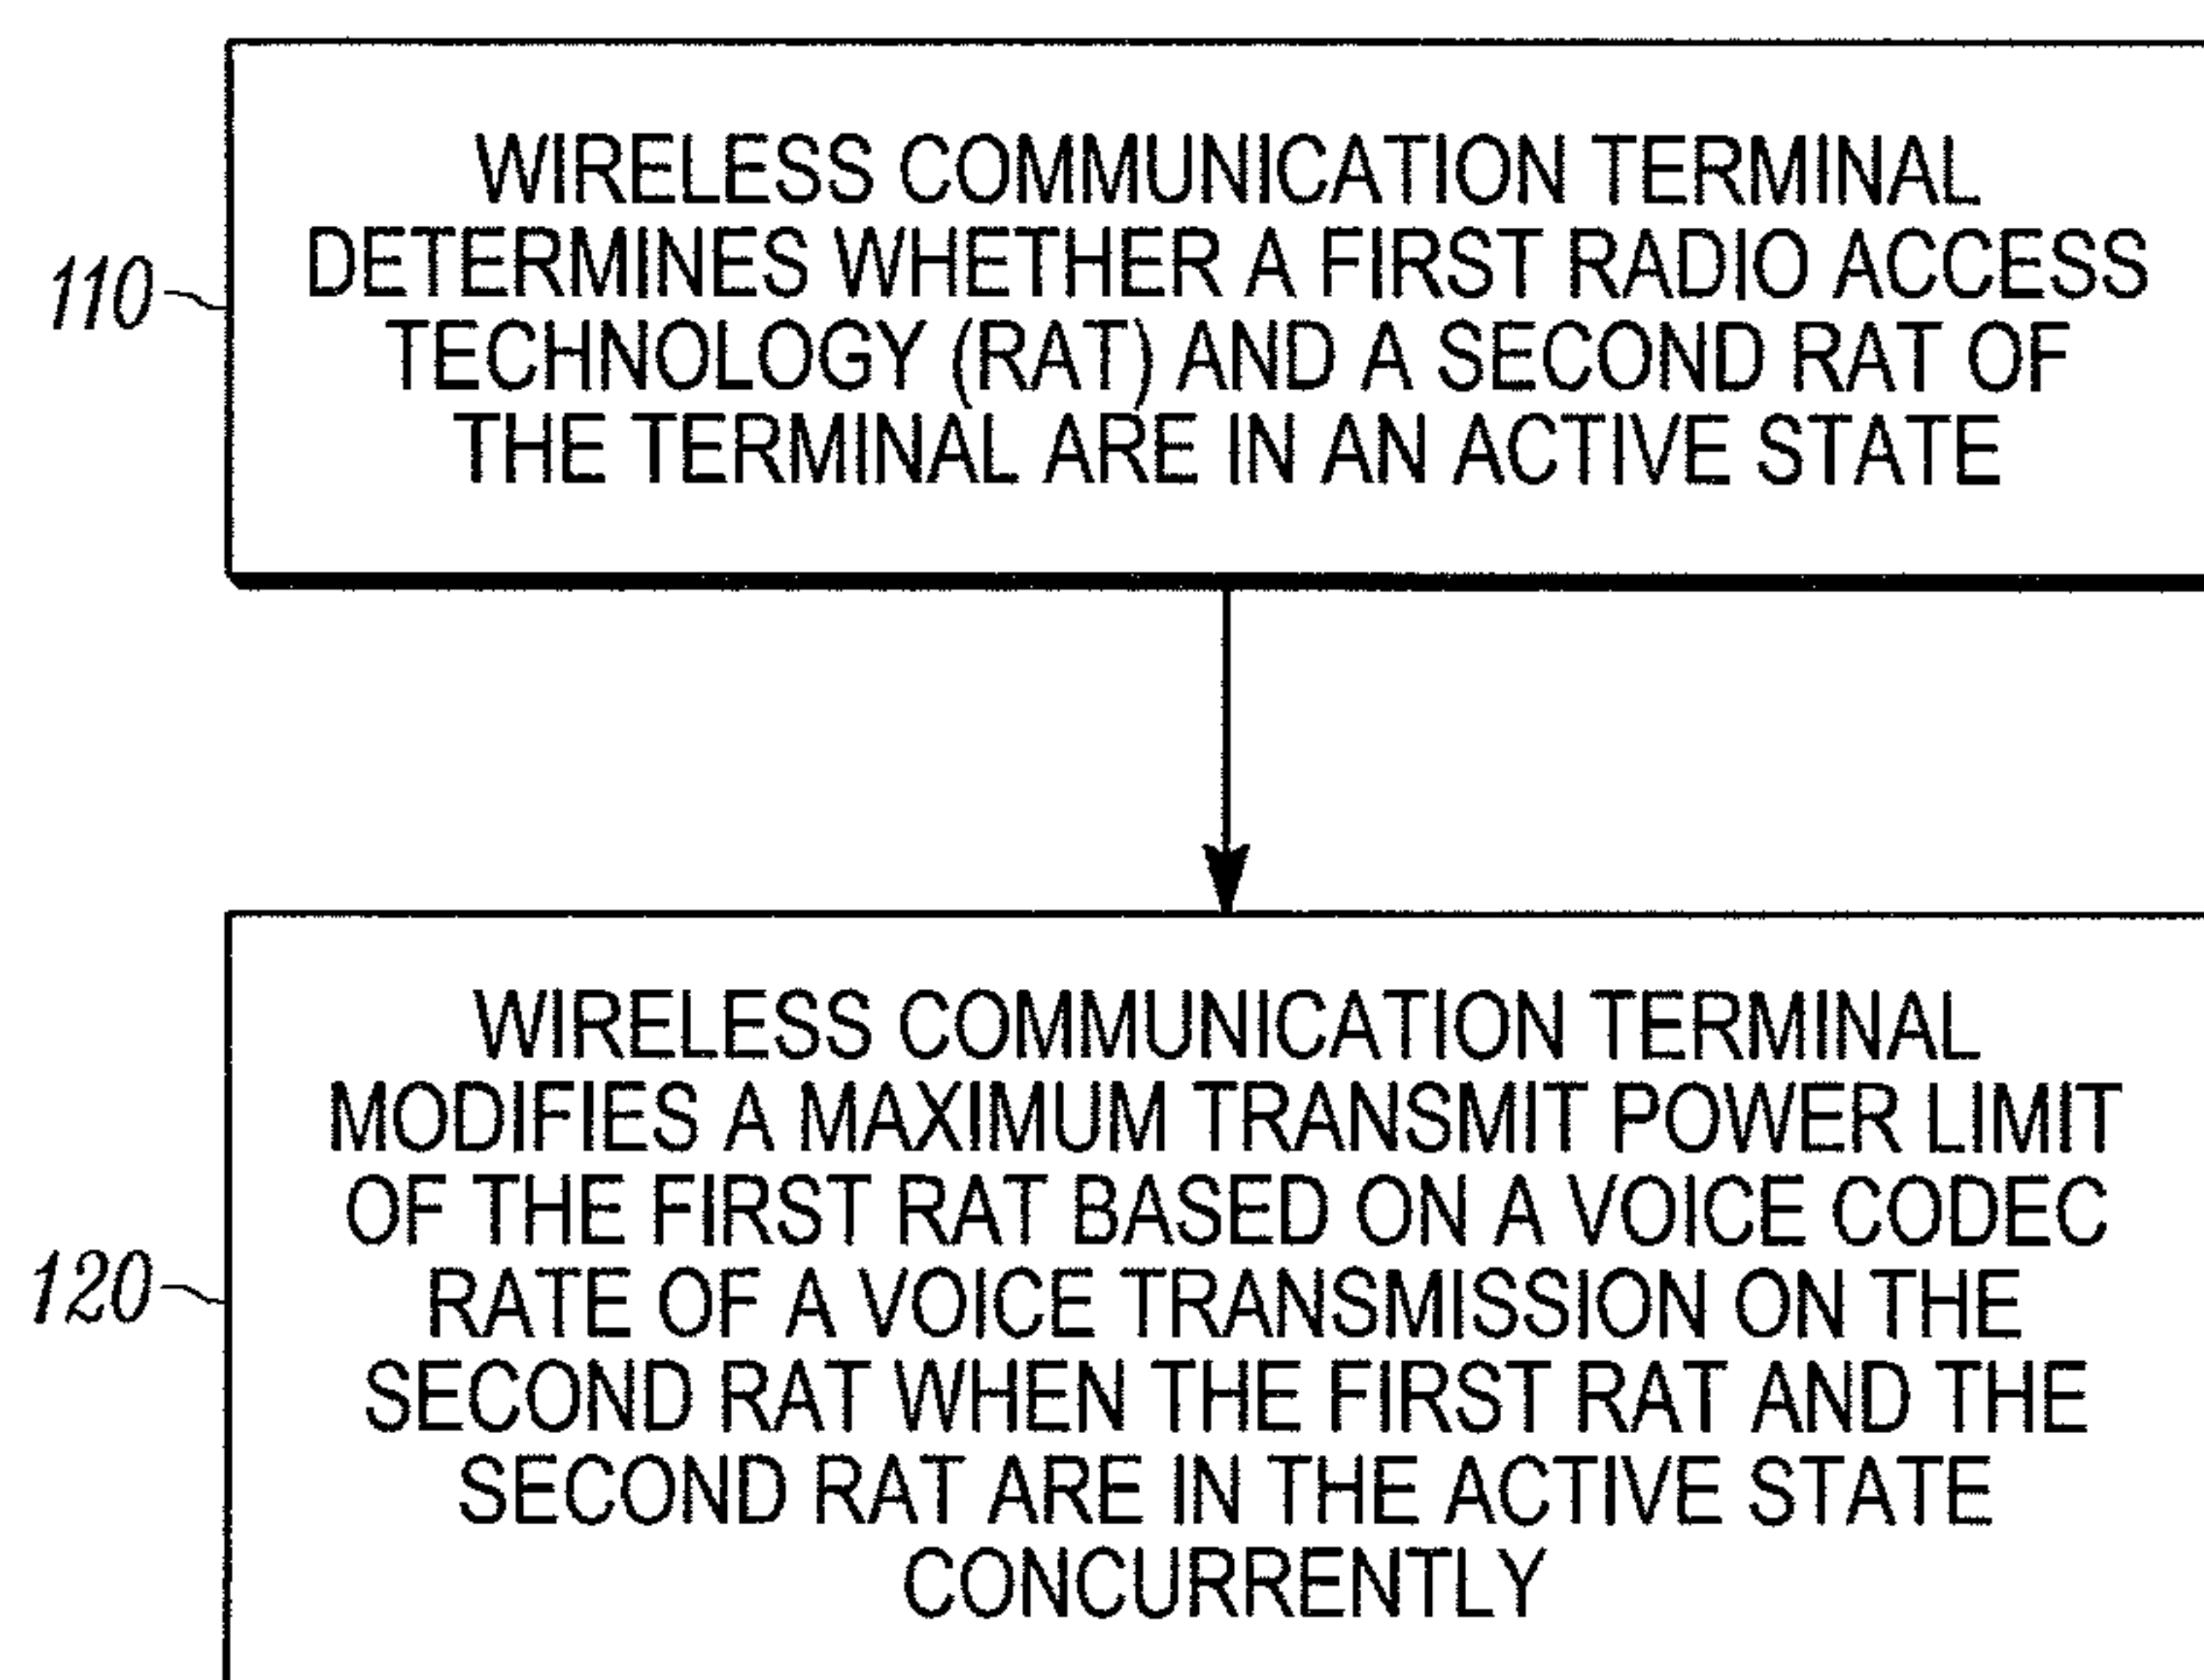 WIRELESS COMMUNICATION TERMINAL
DETERMINES WHETHER A FIRST RADIO ACCESS
TECHNOLOGY (RAT) AND A SECOND RAT OF
THE TERMINAL ARE IN AN ACTIVE STATE
110
WIRELESS COMMUNICATION TERMINAL
MODIFIES A MAXIMUM TRANSMIT POWER LIMIT
OF THE FIRST RAT BASED ON A VOICE CODEC
RATE OF A VOICE TRANSMISSION ON THE
SECOND RAT WHEN THE FIRST RAT AND THE
SECOND RAT ARE IN THE ACTIVE STATE
CONCURRENTLY
120